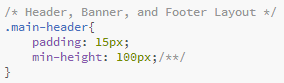 /* Header, Banner, and Footer Layout */
.main-header{
    padding: 15px;
    min-height: 100px;/**/
}